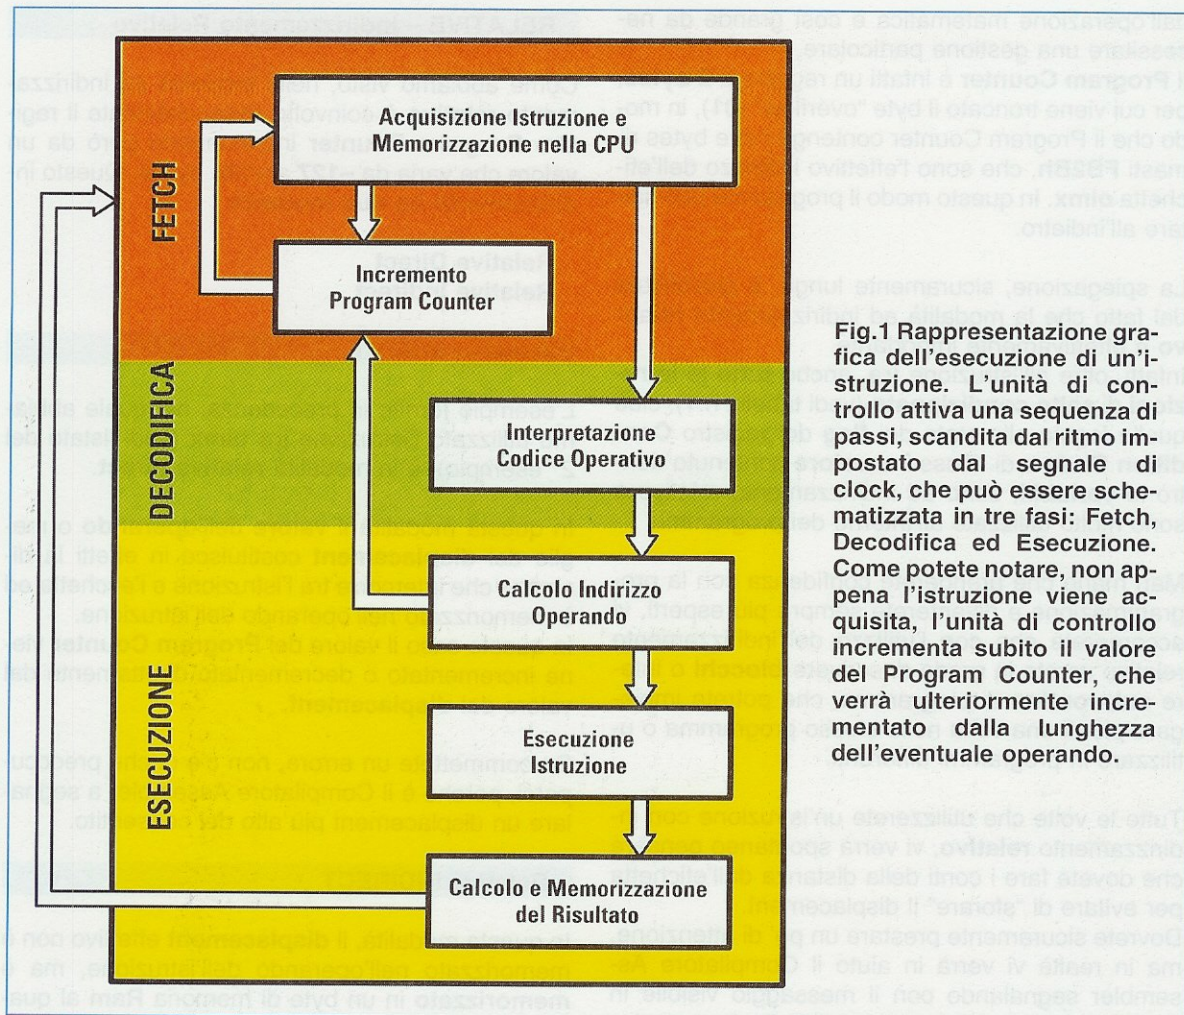 FETCH
Acquisizione Istruzione e
Memorizzazione nella CPU
Incremento
Program Counter
DECODIFICA
Interpretazione
Codice Operativo
Calcolo Indirizzo
Operando
ESECUZIONE
Esecuzione
Istruzione
Calcolo e Memorizzazione
del Risultato
Fig.1 Rappresentazione gra-
fica dell'esecuzione di un'i-
struzione. L'unità di con-
trollo attiva una sequenza di
passi, scandita dal ritmo im-
postato dal segnale di
clock, che può essere sche-
matizzata in tre fasi: Fetch,
Decodifica ed Esecuzione.
Come potete notare, non ap-
pena l'istruzione viene ac-
quisita, l'unità di controllo
incrementa subito il valore
del Program Counter, che
verrà ulteriormente incre-
mentato dalla lunghezza
dell'eventuale operando.